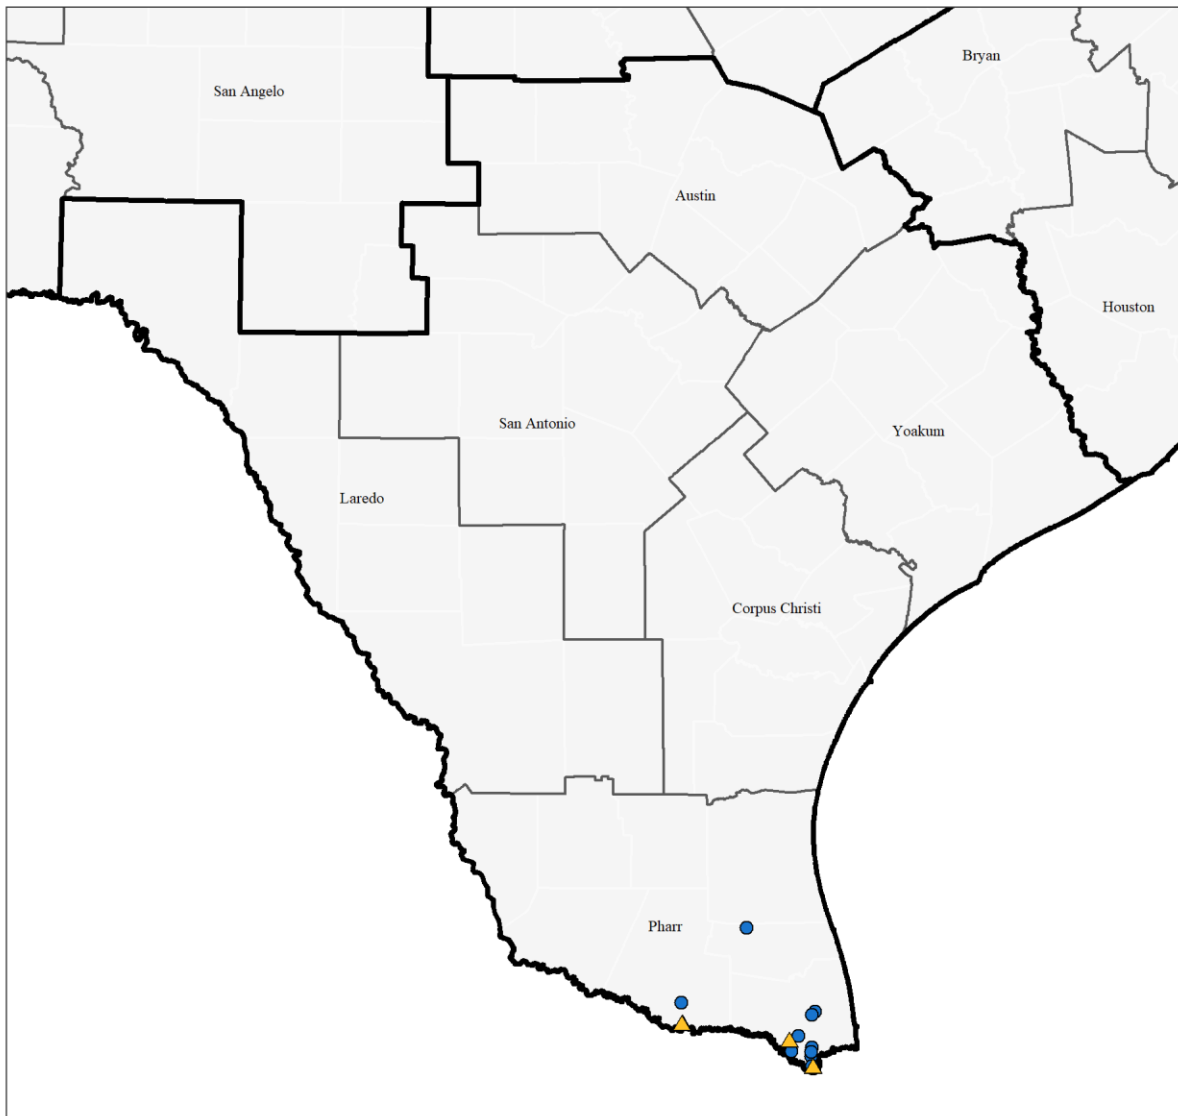 Bryan
San Angelo
Austin
Houston
San Antonio
Yoakum
Laredo
Corpus Christi
Pharr